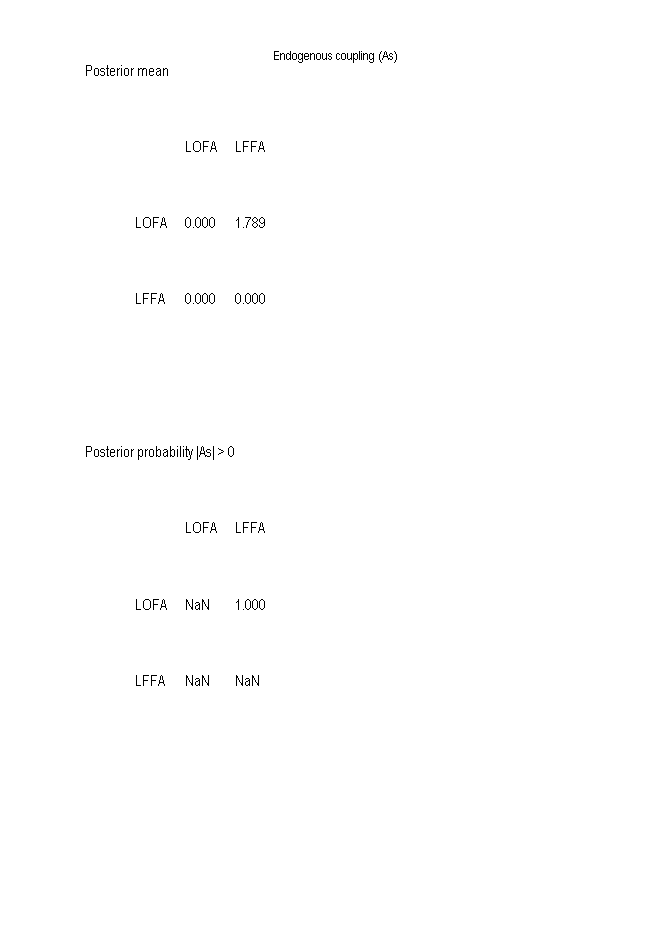 Endogenous coupling (As)
Posterior mean
LOFA LFFA
LOFA 0.000 1.789
LFFA 0.000 0.000
Posterior probability |As| > 0
LOFA LFFA
LOFA NaN 1.000
LFFA NaN NaN